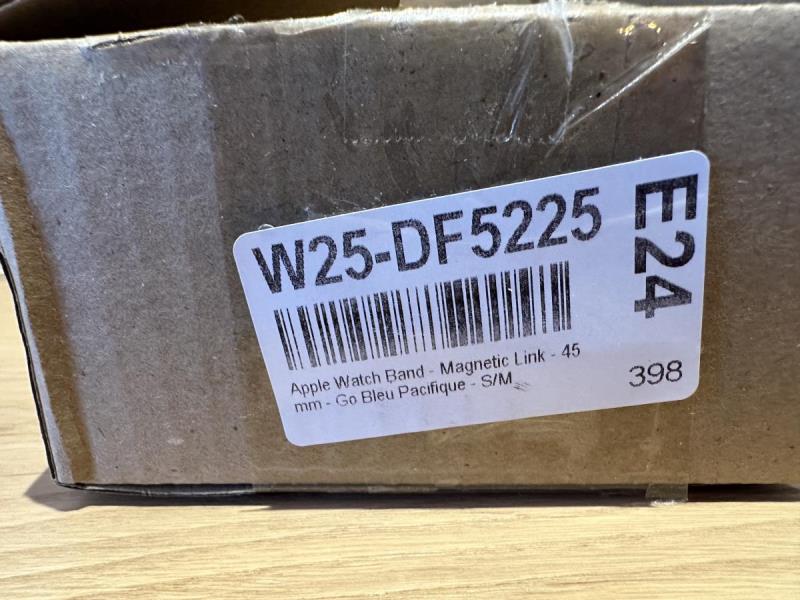 W25-DF5225
E24
Apple Watch Band - Magnetic Link - 45
mm - Go Bleu Pacifique - S/M
398